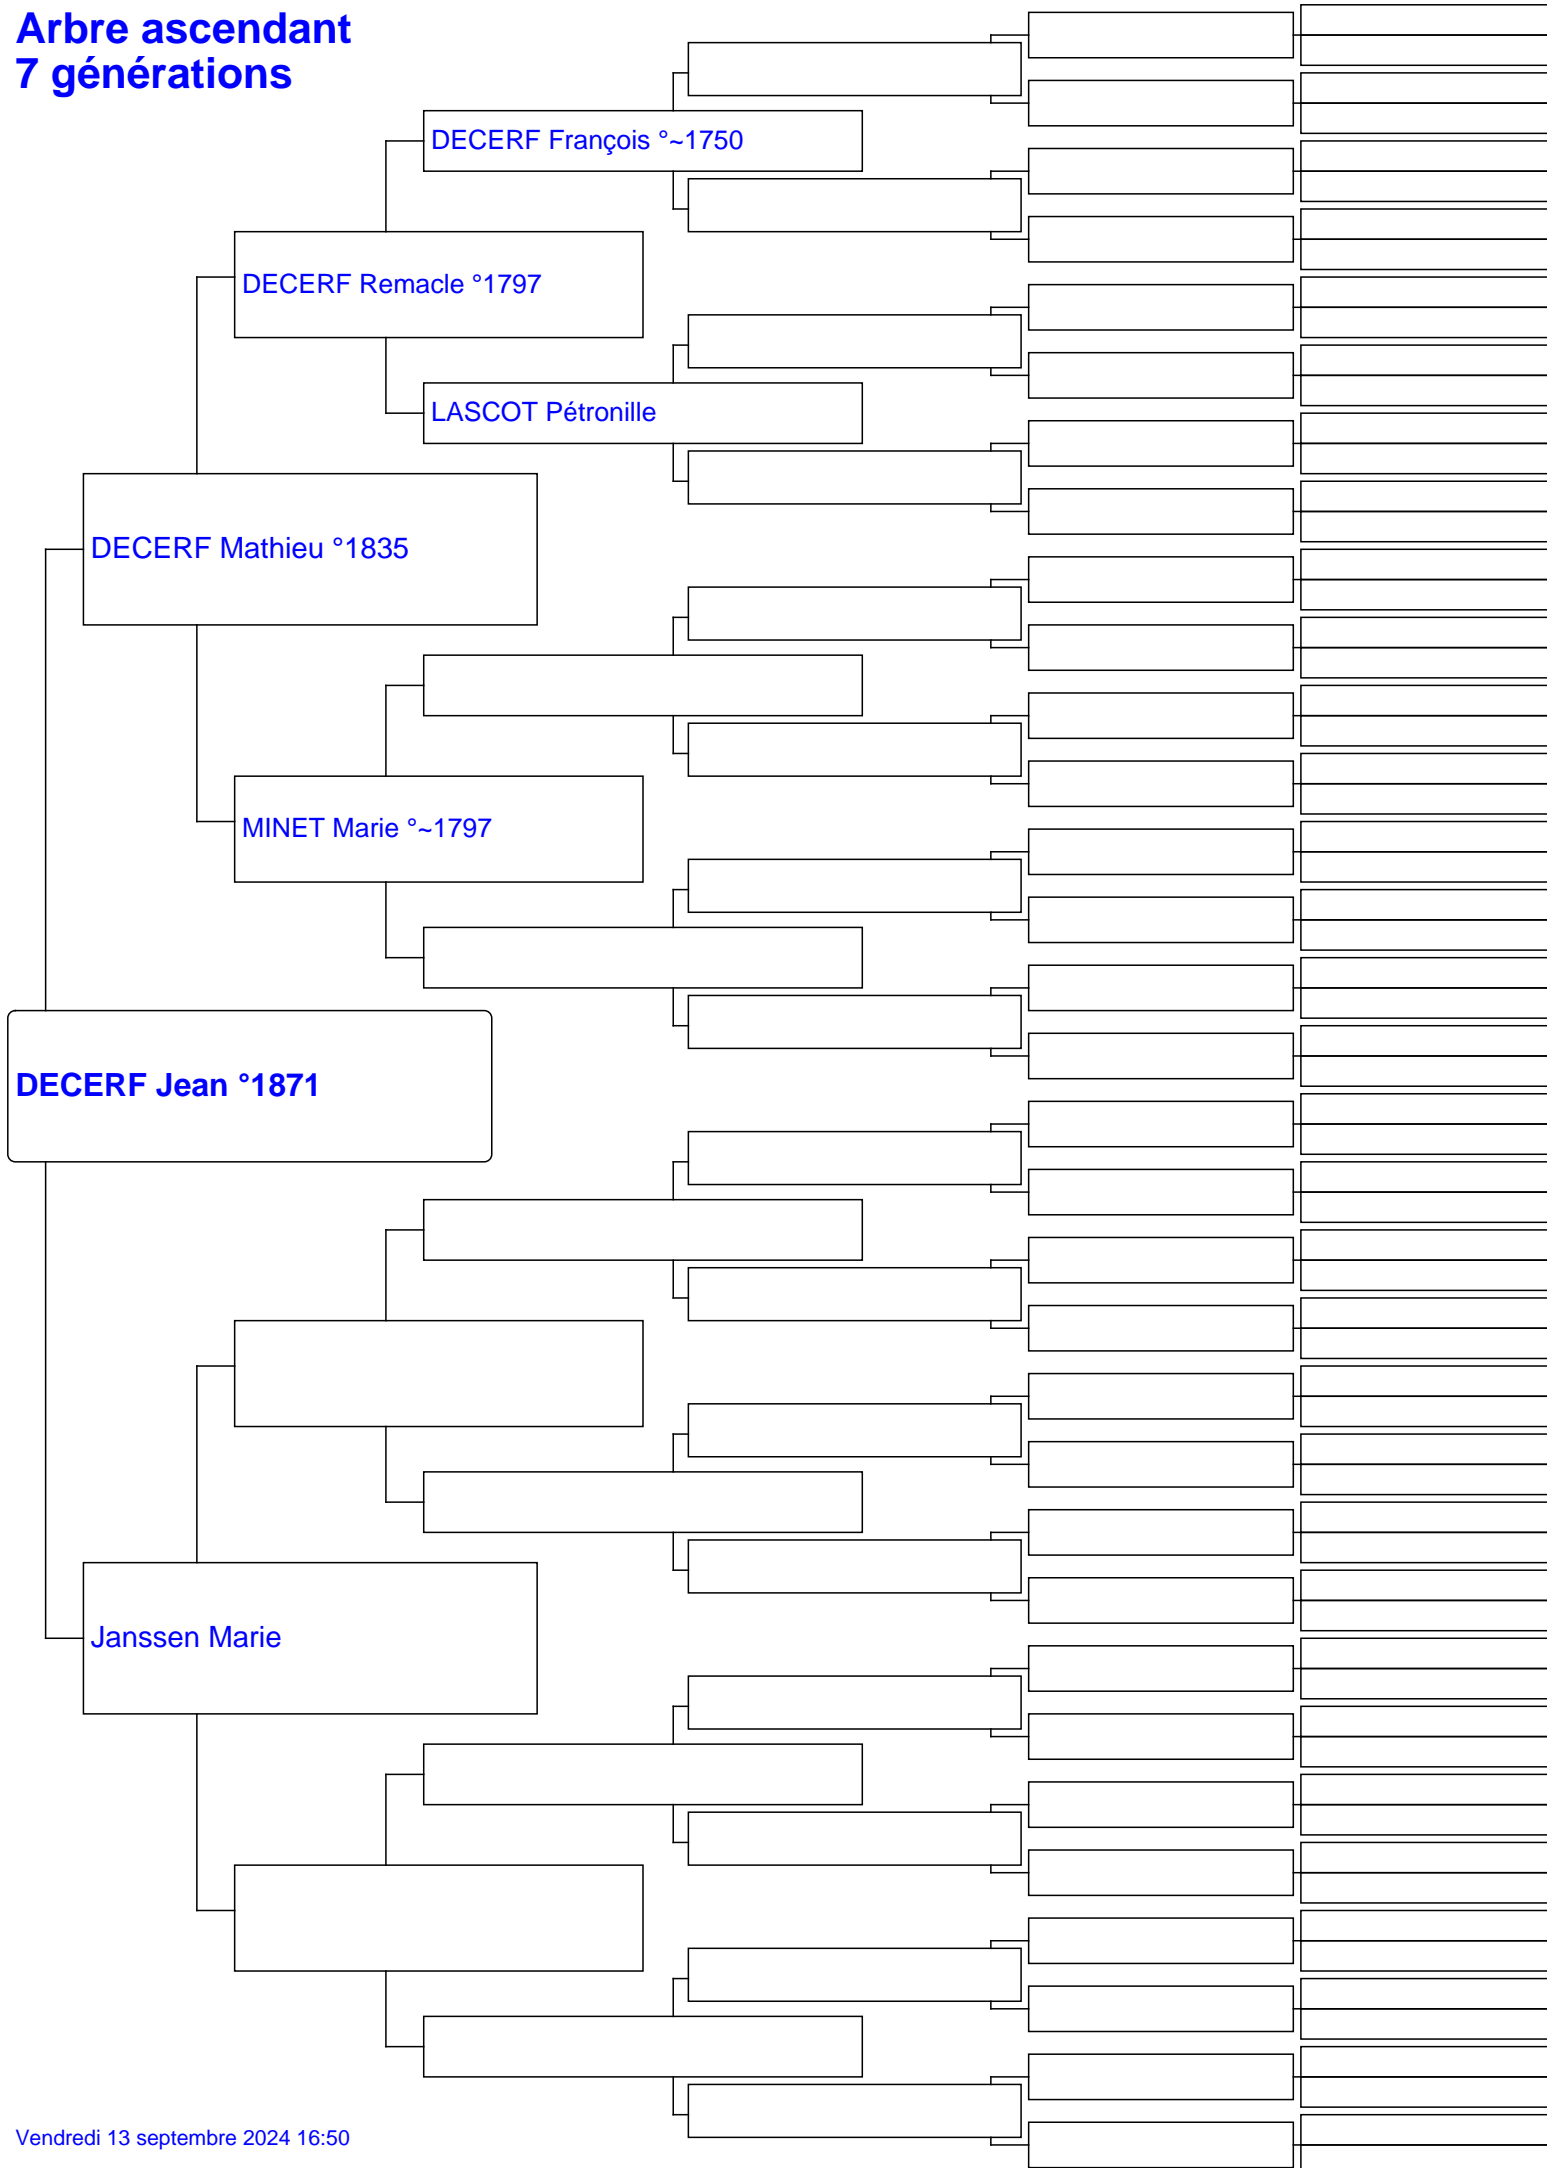 Arbre ascendant
7 générations
DECERF François °~1750
DECERF Remacle °1797
LASCOT Pétronille
DECERF Mathieu °1835
MINET Marie °~1797
DECERF Jean °1871
Janssen Marie
Vendredi 13 septembre 2024 16:50